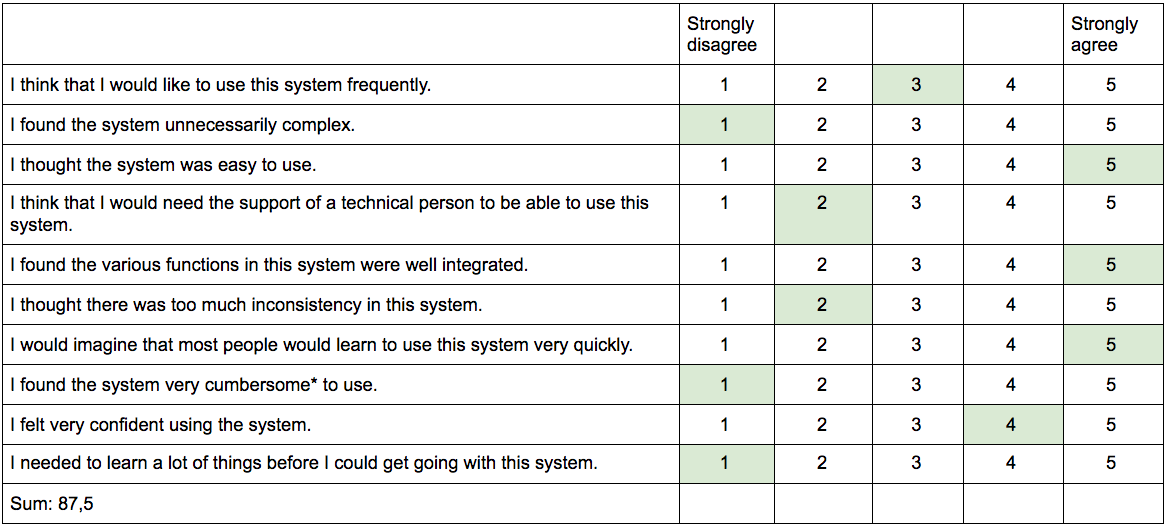 Strongly disagree Strongly agree
I think that I would like to use this system frequently. 1 2 3 4 5
I found the system unnecessarily complex. 1 2 3 4 5
I thought the system was easy to use. 1 2 3 4 5
I think that I would need the support of a technical person to be able to use this 1 2 3 4 5
system.
I found the various functions in this system were well integrated. 1 2 3 4 5
I thought there was too much inconsistency in this system. 1 2 3 4 5
I would imagine that most people would learn to use this system very quickly. 1 2 3 4 5
I found the system very cumbersome* to use. 1 2 3 4 5
I felt very confident using the system. 1 2 3 4 5
I needed to learn a lot of things before I could get going with this system. 1 2 3 4 5
Sum: 87,5